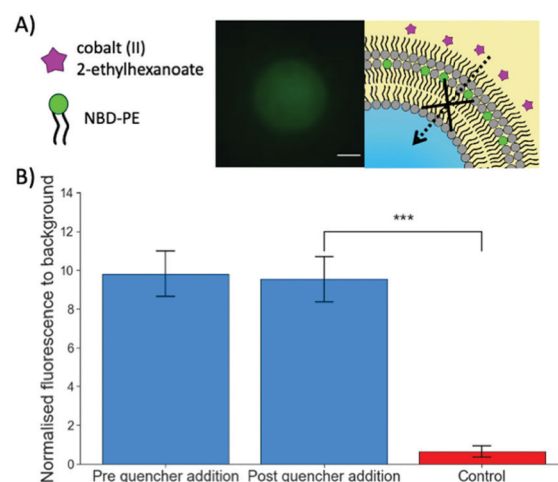 A)
cobalt (II)
2-ethylhexanoate
NBD-PE
B)
Normalised fluorescence to background
14
12
10
8
6
4
2
0
***
Pre quencher addition
Post quencher addition
Control